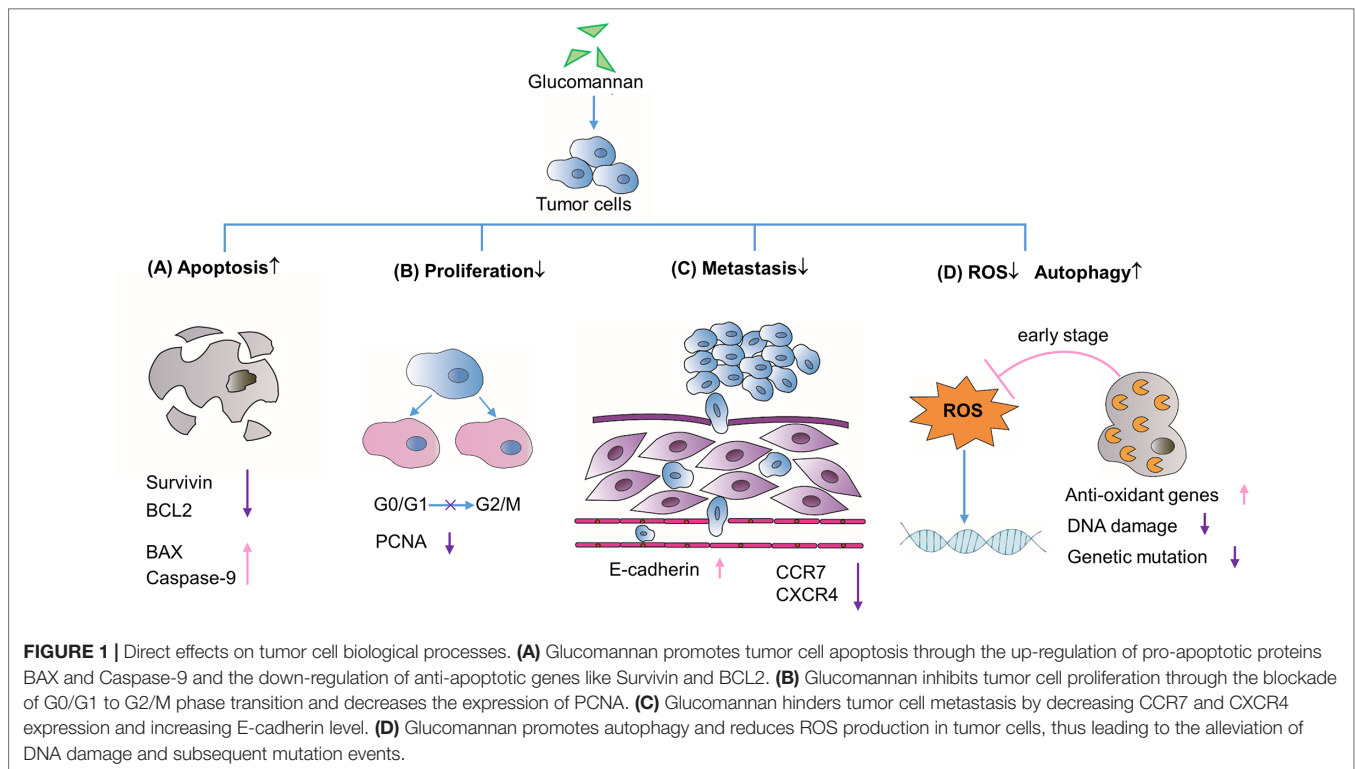 Glucomannan
Tumor cells
(A) Apoptosis↑
(B) Proliferation↓
(C) Metastasis↓
(D) ROS↓ Autophagy↑
Survivin
BCL2
BAX
Caspase-9
G0/G1 G2/M
PCNA
E-cadherin
CCR7
CXCR4
early stage
ROS
Anti-oxidant genes
DNA damage
Genetic mutation
FIGURE 1 | Direct effects on tumor cell biological processes. (A) Glucomannan promotes tumor cell apoptosis through the up-regulation of pro-apoptotic proteins
BAX and Caspase-9 and the down-regulation of anti-apoptotic genes like Survivin and BCL2. (B) Glucomannan inhibits tumor cell proliferation through the blockade
of G0/G1 to G2/M phase transition and decreases the expression of PCNA. (C) Glucomannan hinders tumor cell metastasis by decreasing CCR7 and CXCR4
expression and increasing E-cadherin level. (D) Glucomannan promotes autophagy and reduces ROS production in tumor cells, thus leading to the alleviation of
DNA damage and subsequent mutation events.